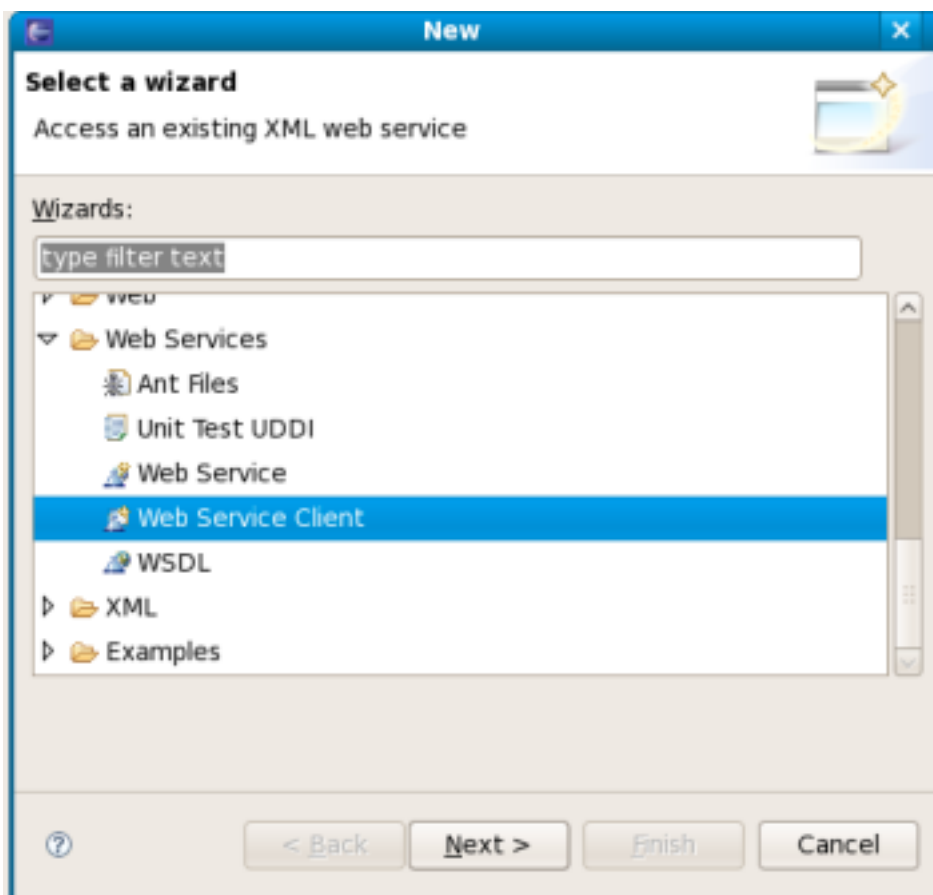 New
Select a wizard
Access an existing XML web service
Wizards:
type filter text
Web
Web Services
Ant Files
Unit Test UDDI
Web Service
Web Service Client
WSDL
XML
Examples
< Back Next > Finish Cancel